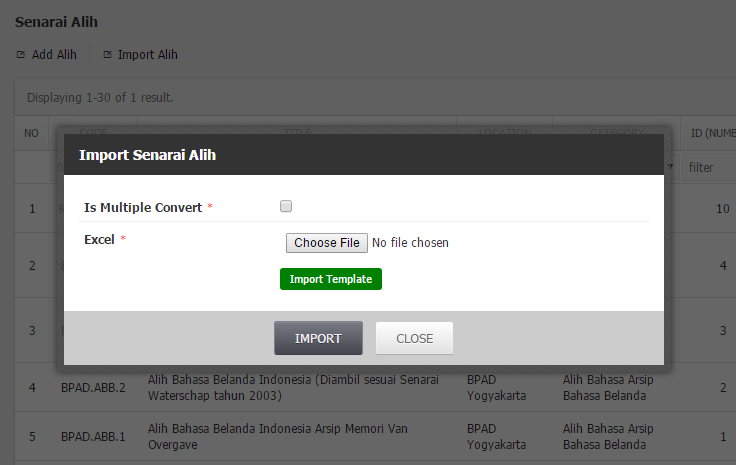 Senarai Alih
Add Alih Import Alih
Displaying 1-30 of 1 result.
NO CODE TITLE LOCATION CATEGORY ID (NUMB
Import Senarai Alih
filter
Is Multiple Convert *
1 10
Excel * Choose File No file chosen
2 4
Import Template
3 3
IMPORT CLOSE
4 BPAD.ABB.2 Alih Bahasa Belanda Indonesia (Diambil sesuai Senarai BPAD Alih Bahasa Arsip 2
Waterschap tahun 2003) Yogyakarta Bahasa Belanda
5 BPAD.ABB.1 Alih Bahasa Belanda Indonesia Arsip Memori Van BPAD Alih Bahasa Arsip 1
Overgave Yogyakarta Bahasa Belanda